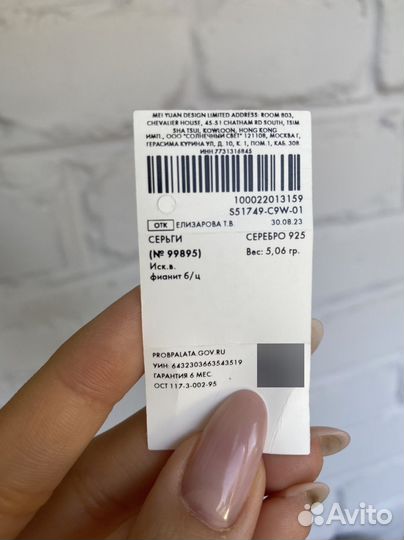 MEI YUAN DESIGN LIMITED ADDRESS: ROOM 803,
CHEVALIER HOUSE, 45-51 CHATHAM RD SOUTH, TSIM
SHA TSUI, KOWLOON, HONG KONG
ИМП., ООО "СОЛНЕЧНЫЙ СВЕТ" 121108, МОСКВА Г,
ГЕРАСИМА КУРИНА УЛ, Д. 10, К. 1, ПОМ.1, КАБ. 308
ИНН 7731316845
100022013159
S51749-C9W-01
ОТК ЕЛИЗАРОВА Т.В. 30.08.23
СЕРЬГИ СЕРЕБРО 925
(№ 99895) Вес: 5,06 гр.
Иск.в.
фианит б/ц
PROBPALATA.GOV.RU
УИН: 6432303663543519
ГАРАНТИЯ 6 МЕС.
ОСТ 117-3-002-95
Avito